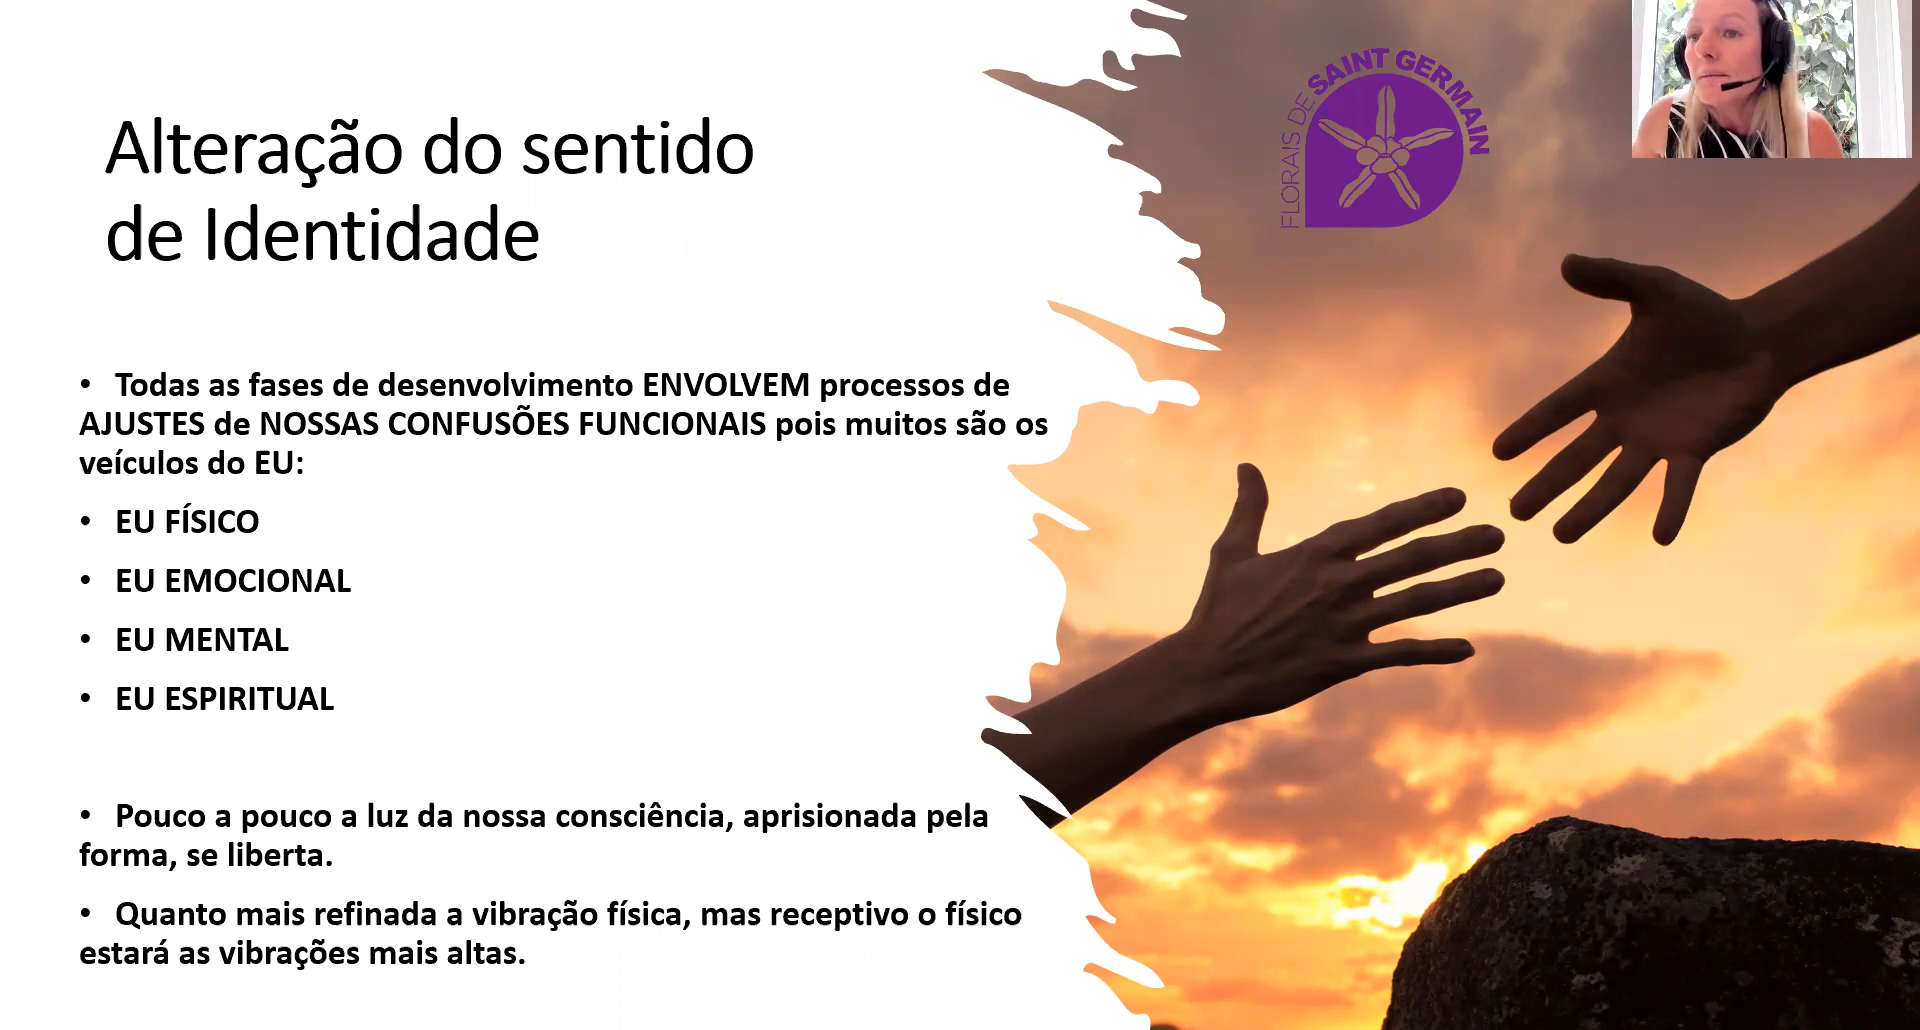 Alteração do sentido
de Identidade
FLORAIS DE SAINT GERMAIN
• Todas as fases de desenvolvimento ENVOLVEM processos de
AJUSTES de NOSSAS CONFUSÕES FUNCIONAIS pois muitos são os
veículos do EU:
• EU FÍSICO
• EU EMOCIONAL
• EU MENTAL
• EU ESPIRITUAL
• Pouco a pouco a luz da nossa consciência, aprisionada pela
forma, se liberta.
• Quanto mais refinada a vibração física, mas receptivo o físico
estará as vibrações mais altas.